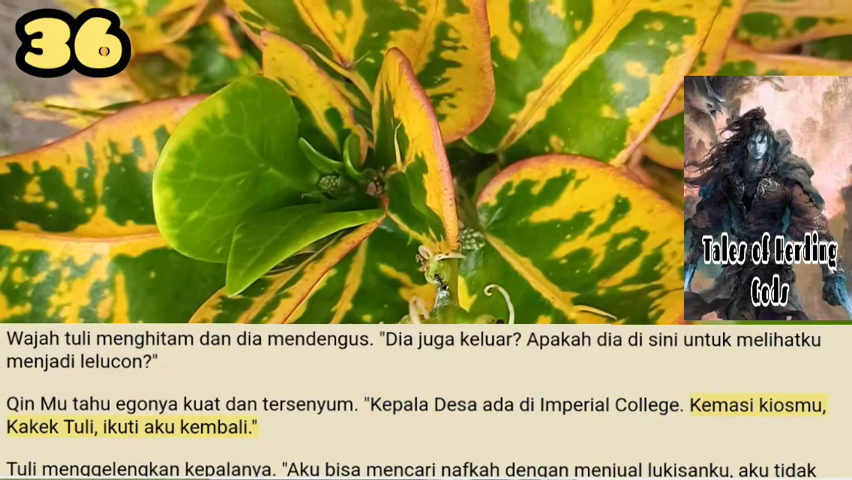 36
Tales of Herding
Gods
Wajah tuli menghitam dan dia mendengus. "Dia juga keluar? Apakah dia di sini untuk melihatku
menjadi lelucon?"
Qin Mu tahu egonya kuat dan tersenyum. "Kepala Desa ada di Imperial College. Kemasi kiosmu,
Kakek Tuli, ikuti aku kembali."
Tuli menggelengkan kepalanya. "Aku bisa mencari nafkah dengan menjual lukisanku, aku tidak